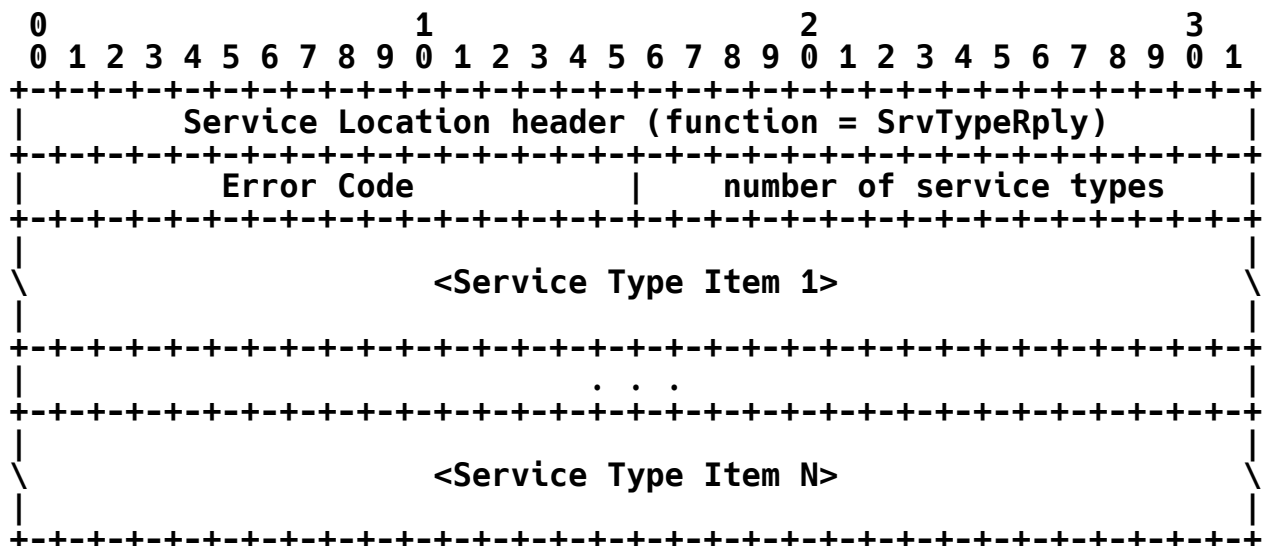 0                   1                   2                   3
 0 1 2 3 4 5 6 7 8 9 0 1 2 3 4 5 6 7 8 9 0 1 2 3 4 5 6 7 8 9 0 1
+-+-+-+-+-+-+-+-+-+-+-+-+-+-+-+-+-+-+-+-+-+-+-+-+-+-+-+-+-+-+-+-+
|        Service Location header (function = SrvTypeRply)       |
+-+-+-+-+-+-+-+-+-+-+-+-+-+-+-+-+-+-+-+-+-+-+-+-+-+-+-+-+-+-+-+-+
|          Error Code           |    number of service types    |
+-+-+-+-+-+-+-+-+-+-+-+-+-+-+-+-+-+-+-+-+-+-+-+-+-+-+-+-+-+-+-+-+
|                                                               |
\                     <Service Type Item 1>                     \
|                                                               |
+-+-+-+-+-+-+-+-+-+-+-+-+-+-+-+-+-+-+-+-+-+-+-+-+-+-+-+-+-+-+-+-+
|                             . . .                             |
+-+-+-+-+-+-+-+-+-+-+-+-+-+-+-+-+-+-+-+-+-+-+-+-+-+-+-+-+-+-+-+-+
|                                                               |
\                     <Service Type Item N>                     \
|                                                               |
+-+-+-+-+-+-+-+-+-+-+-+-+-+-+-+-+-+-+-+-+-+-+-+-+-+-+-+-+-+-+-+-+